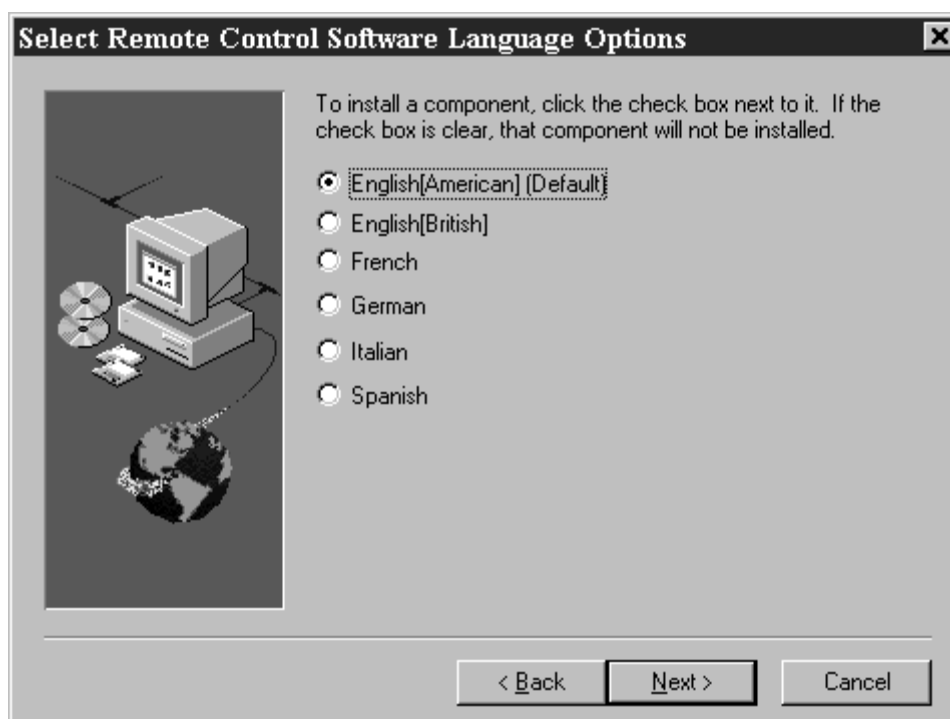 Select Remote Control Software Language Options
To install a component, click the check box next to it. If the
check box is clear, that component will not be installed.
English[American] (Default)
English[British]
French
German
Italian
Spanish
< Back
Next >
Cancel